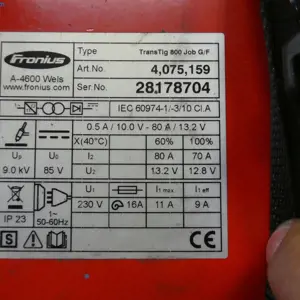 Fronius
A-4600 Wels
www.fronius.com
Type TransTig 800 Job G/F
Art.No. 4,075,159
Ser.No. 28178704
IEC 60974-1/-3/10 Cl.A
0.5 A / 10.0 V - 80 A / 13.2 V
X(40°C) 60% 100%
UP U0 I2 80 A 70 A
9.0 kV 85 V U2 13.2 V 12.8 V
U1 I1 max I1 eff
1~ 230 V 16A 11 A 9 A
IP 23 50-60Hz
S CE